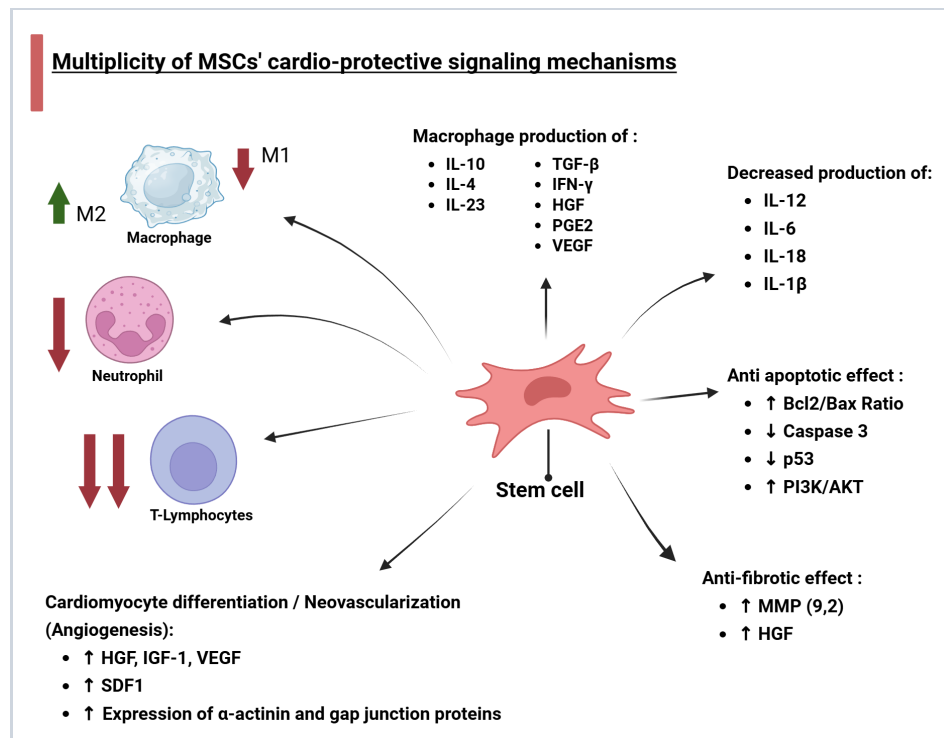 Multiplicity of MSCs' cardio-protective signaling mechanisms
M1
M2
Macrophage
Neutrophil
T-Lymphocytes
Macrophage production of :
• IL-10
• IL-4
• IL-23
• TGF-β
• IFN-γ
• HGF
• PGE2
• VEGF
Decreased production of:
• IL-12
• IL-6
• IL-18
• IL-1β
Anti apoptotic effect :
• ↑ Bcl2/Bax Ratio
• ↓ Caspase 3
• ↓ p53
• ↑ PI3K/AKT
Stem cell
Anti-fibrotic effect :
• ↑ MMP (9,2)
• ↑ HGF
Cardiomyocyte differentiation / Neovascularization
(Angiogenesis):
• ↑ HGF, IGF-1, VEGF
• ↑ SDF1
• ↑ Expression of α-actinin and gap junction proteins